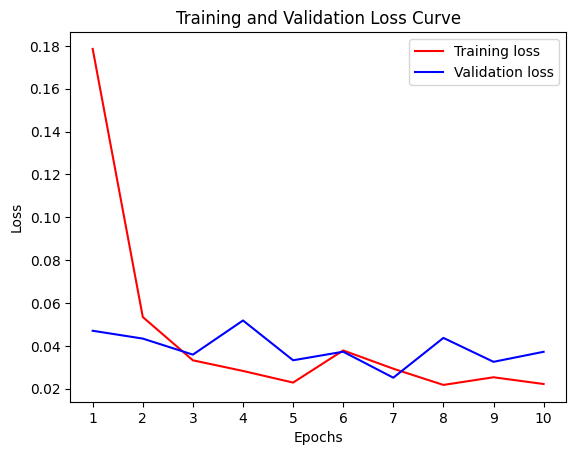 Training and Validation Loss Curve
Training loss
Validation loss
0.18
0.16
0.14
0.12
0.10
0.08
0.06
0.04
0.02
Loss
1 2 3 4 5 6 7 8 9 10
Epochs